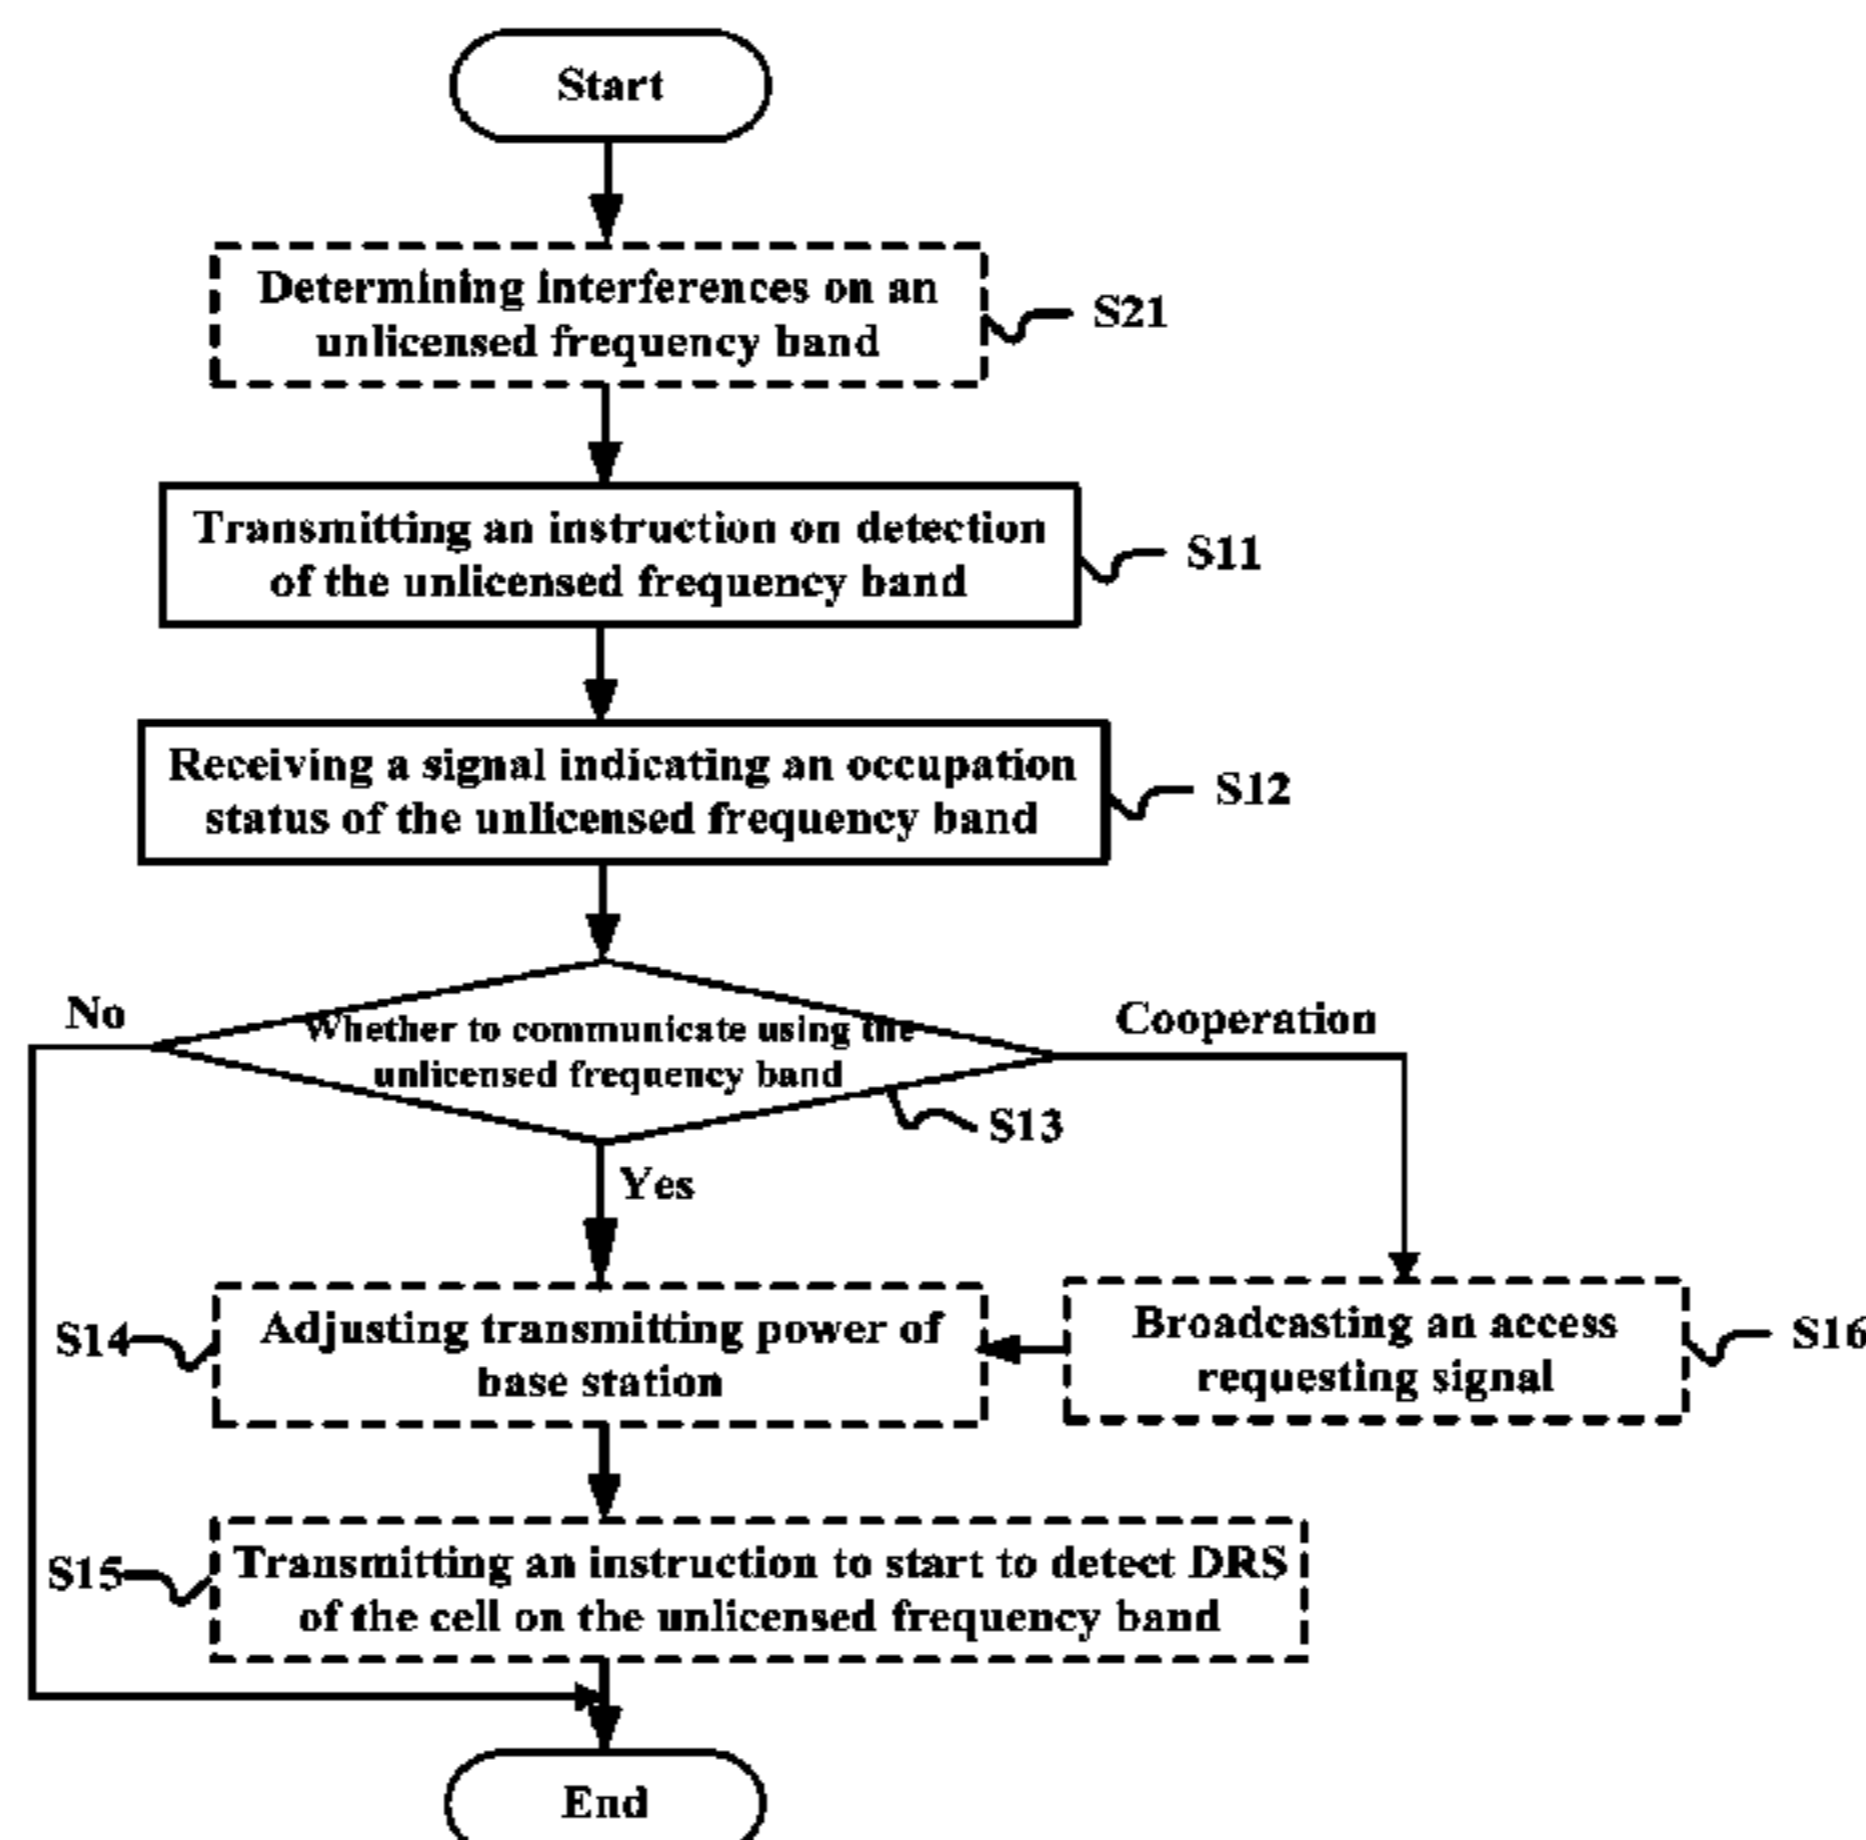 Start
Determining interferences on an
unlicensed frequency band
S21
Transmitting an instruction on detection
of the unlicensed frequency band
S11
Receiving a signal indicating an occupation
status of the unlicensed frequency band
S12
No
Whether to communicate using the
unlicensed frequency band
Cooperation
S13
Yes
S14
Adjusting transmitting power of
base station
Broadcasting an access
requesting signal
S16
S15
Transmitting an instruction to start to detect DRS
of the cell on the unlicensed frequency band
End